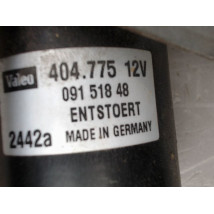 Valeo 404.775 12V
091 518 48
ENTSTOERT
2442a MADE IN GERMANY